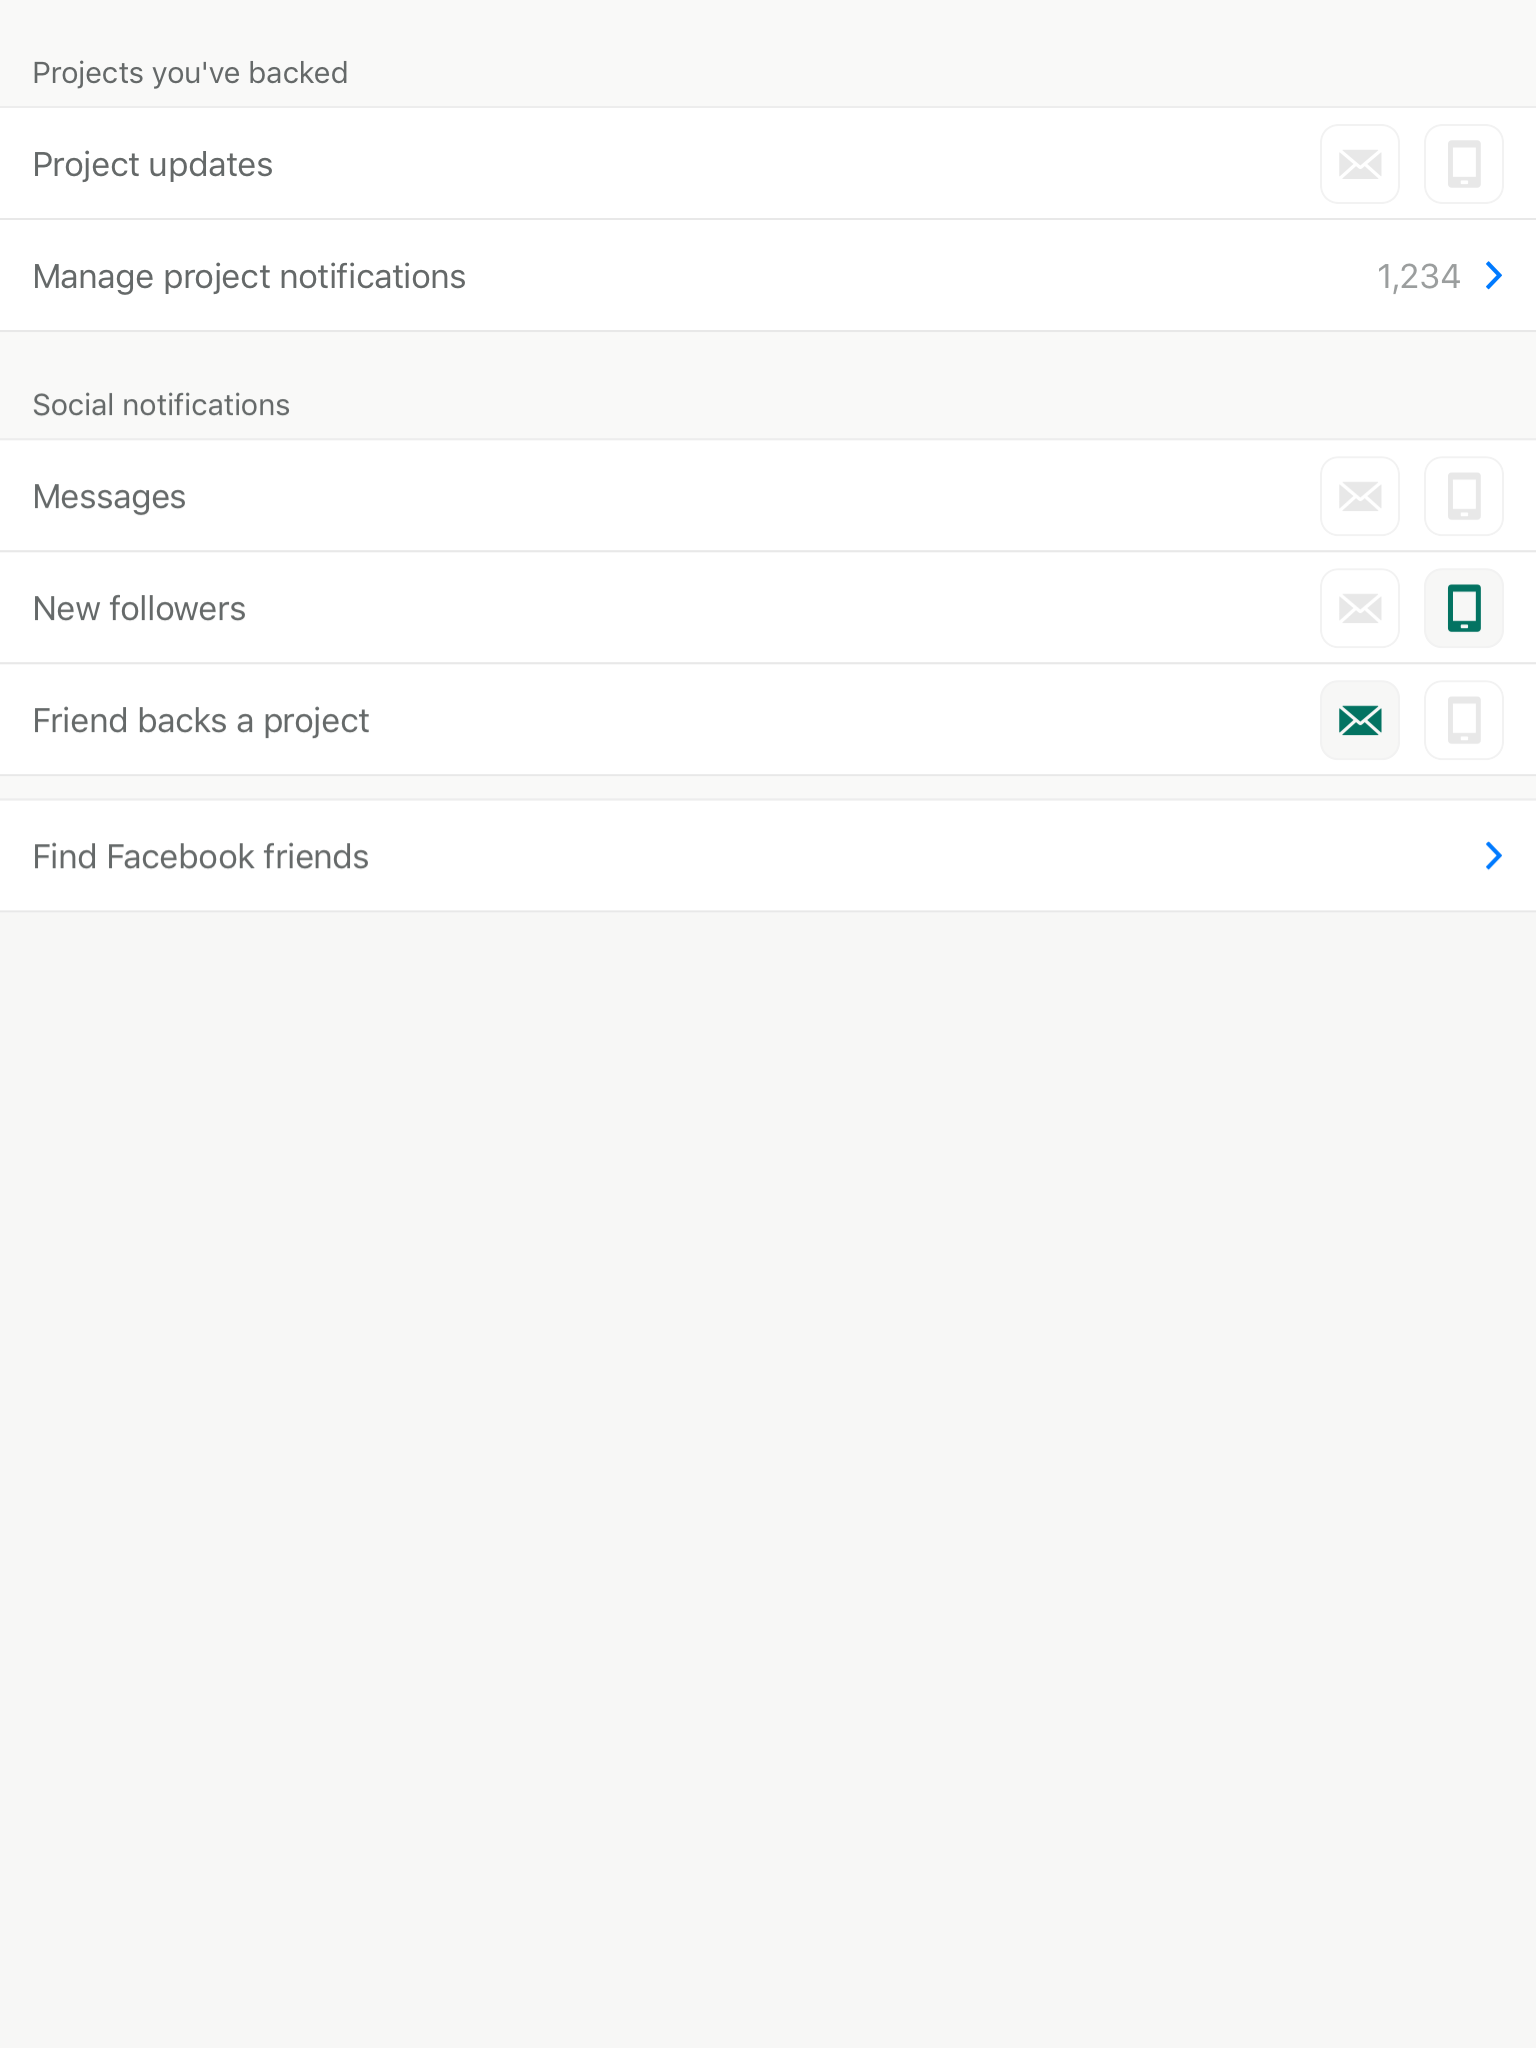 Projects you've backed
Project updates
Manage project notifications 1,234
Social notifications
Messages
New followers
Friend backs a project
Find Facebook friends